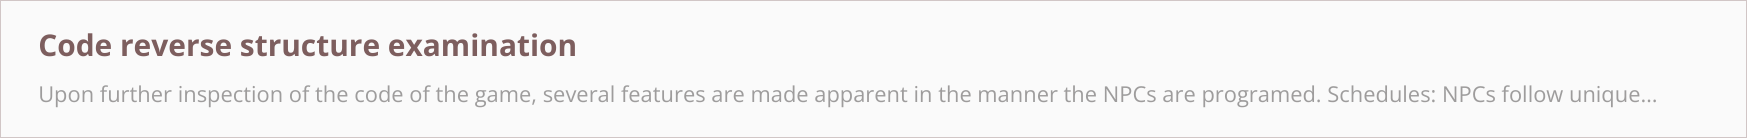 Code reverse structure examination
Upon further inspection of the code of the game, several features are made apparent in the manner the NPCs are programed. Schedules: NPCs follow unique...